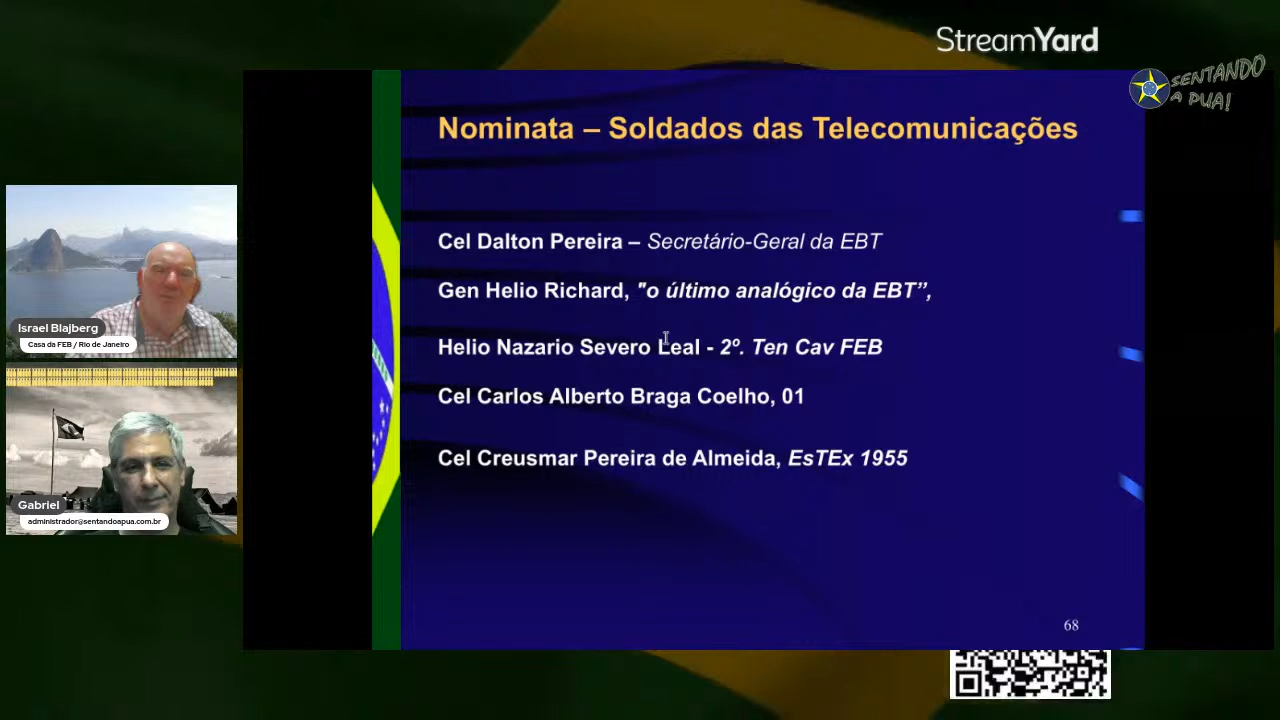 StreamYard
SENTANDO
A PUA!
Nominata – Soldados das Telecomunicações
Cel Dalton Pereira – Secretário-Geral da EBT
Gen Helio Richard, "o último analógico da EBT”,
Helio Nazario Severo Leal - 2º. Ten Cav FEB
Cel Carlos Alberto Braga Coelho, 01
Cel Creusmar Pereira de Almeida, EsTEx 1955
68
Israel Blajberg
Casa da FEB / Rio de Janeiro
Gabriel
administrador@sentandoapua.com.br